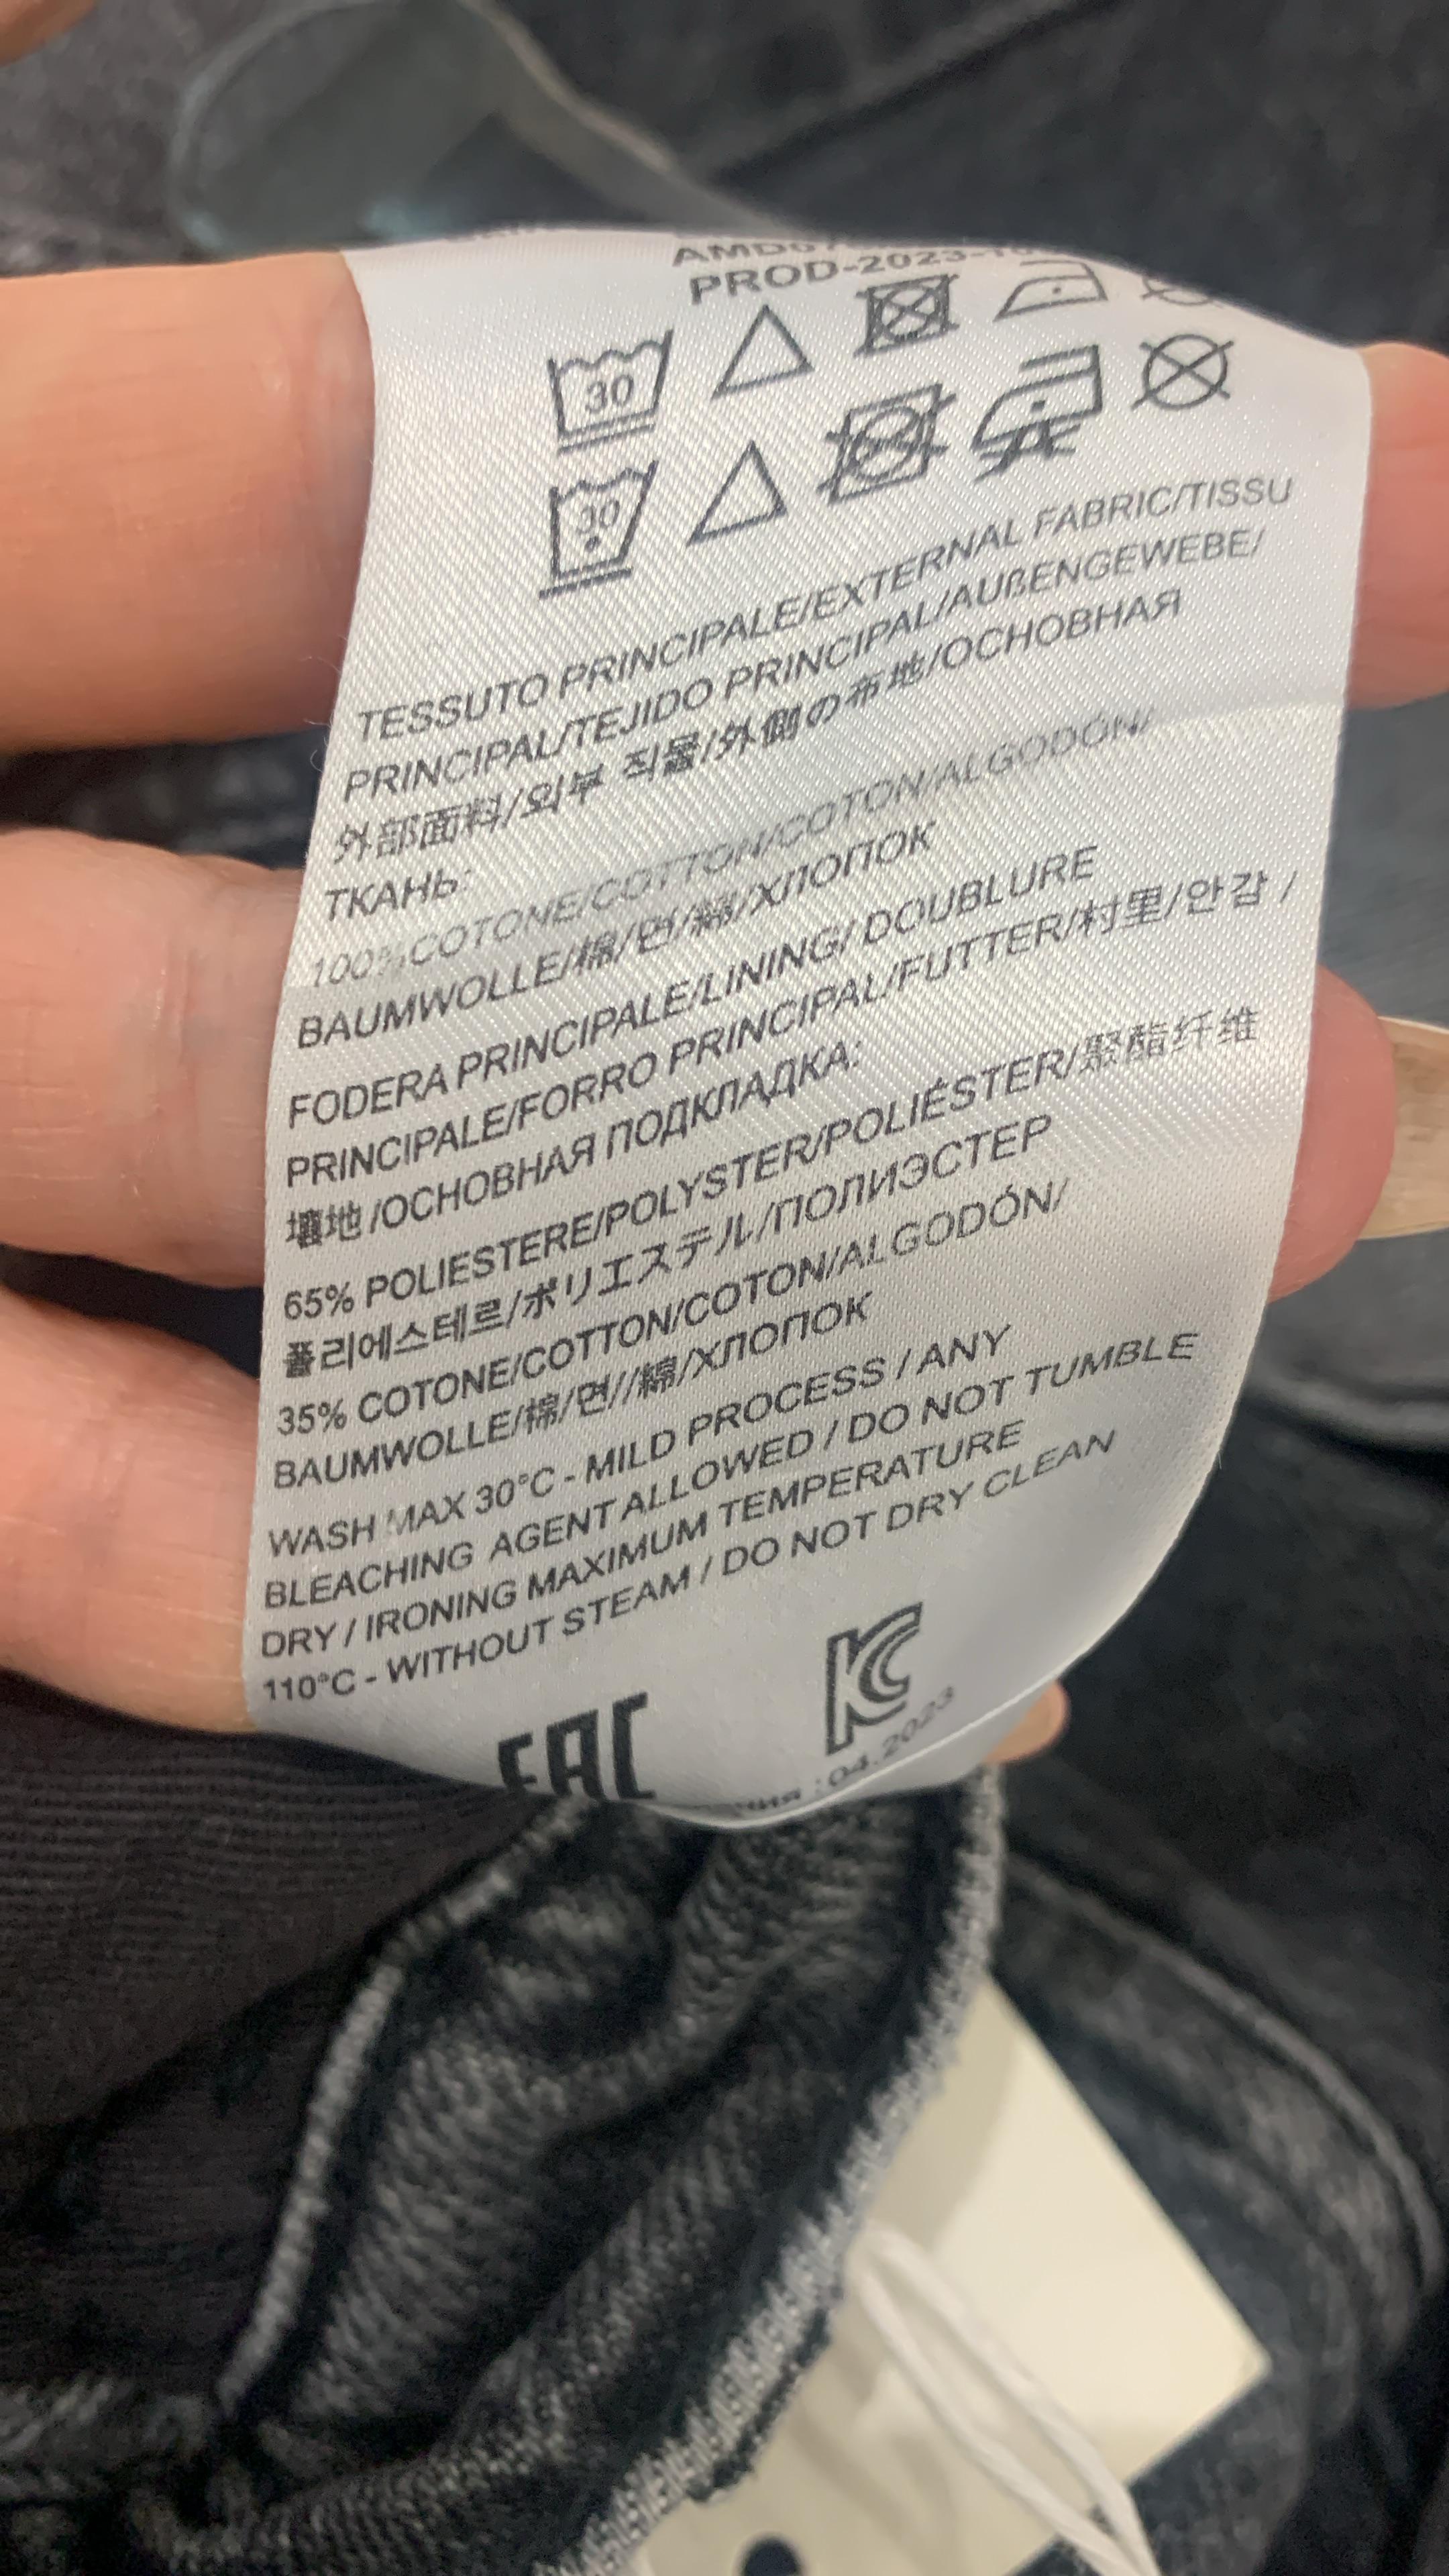 PROD-2023-
30
30
TESSUTO PRINCIPALE/EXTERNAL FABRIC/TISSU
PRINCIPAL/TEJIDO PRINCIPAL/AUßENGEWEBE/
外部面料/외부 직물/外側の布地/ОСНОВНАЯ
ТКАНЬ:
100%COTONE/COTTON/COTON/ALGODÓN/
BAUMWOLLE/棉/면/綿/ХЛОПОК
FODERA PRINCIPALE/LINING/ DOUBLURE
PRINCIPALE/FORRO PRINCIPAL/FUTTER/村里/안감 /
壤地 /ОСНОВНАЯ ПОДКЛАДКА:
65% POLIESTERE/POLYSTER/POLIÉSTER/聚酯纤维
폴리에스테르/ポリエステル/ПОЛИЭСТЕР
35% COTONE/COTTON/COTON/ALGODÓN/
BAUMWOLLE/棉/면//綿/ХЛОПОК
WASH MAX 30°C - MILD PROCESS / ANY
BLEACHING AGENT ALLOWED / DO NOT TUMBLE
DRY / IRONING MAXIMUM TEMPERATURE
110°C - WITHOUT STEAM / DO NOT DRY CLEAN
EAC
KC
:04.2023